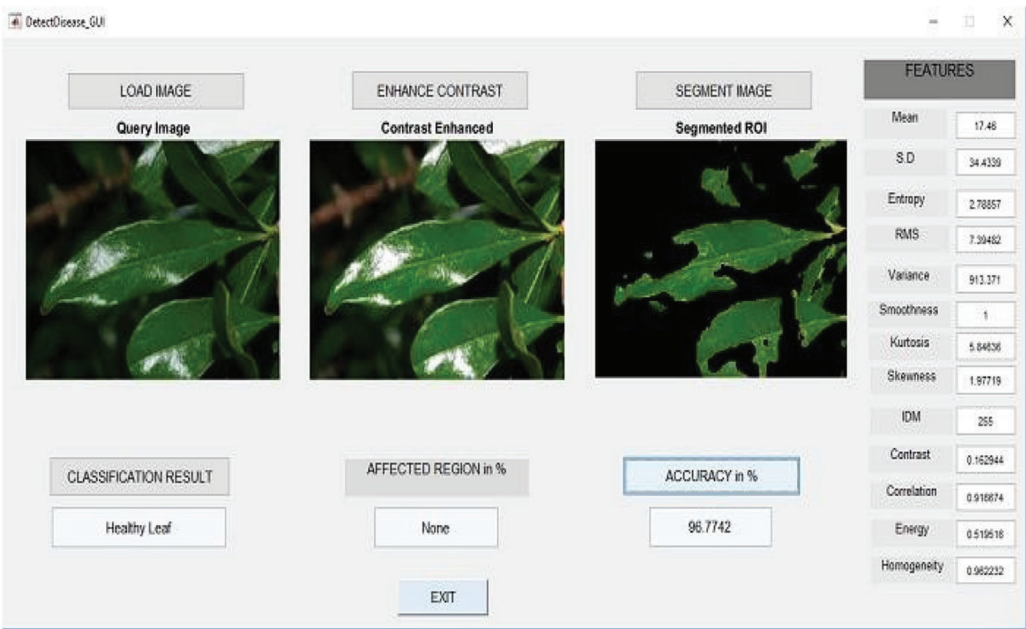 DetectDisease_GUI
LOAD IMAGE
ENHANCE CONTRAST
SEGMENT IMAGE
Query Image
Contrast Enhanced
Segmented ROI
CLASSIFICATION RESULT
AFFECTED REGION in %
ACCURACY in %
Healthy Leaf
None
96.7742
EXIT
FEATURES
Mean 17.46
S.D 34.4339
Entropy 2.78857
RMS 7.39482
Variance 913.371
Smoothness 1
Kurtosis 5.84636
Skewness 1.97719
IDM 255
Contrast 0.162944
Correlation 0.916674
Energy 0.519516
Homogeneity 0.962232